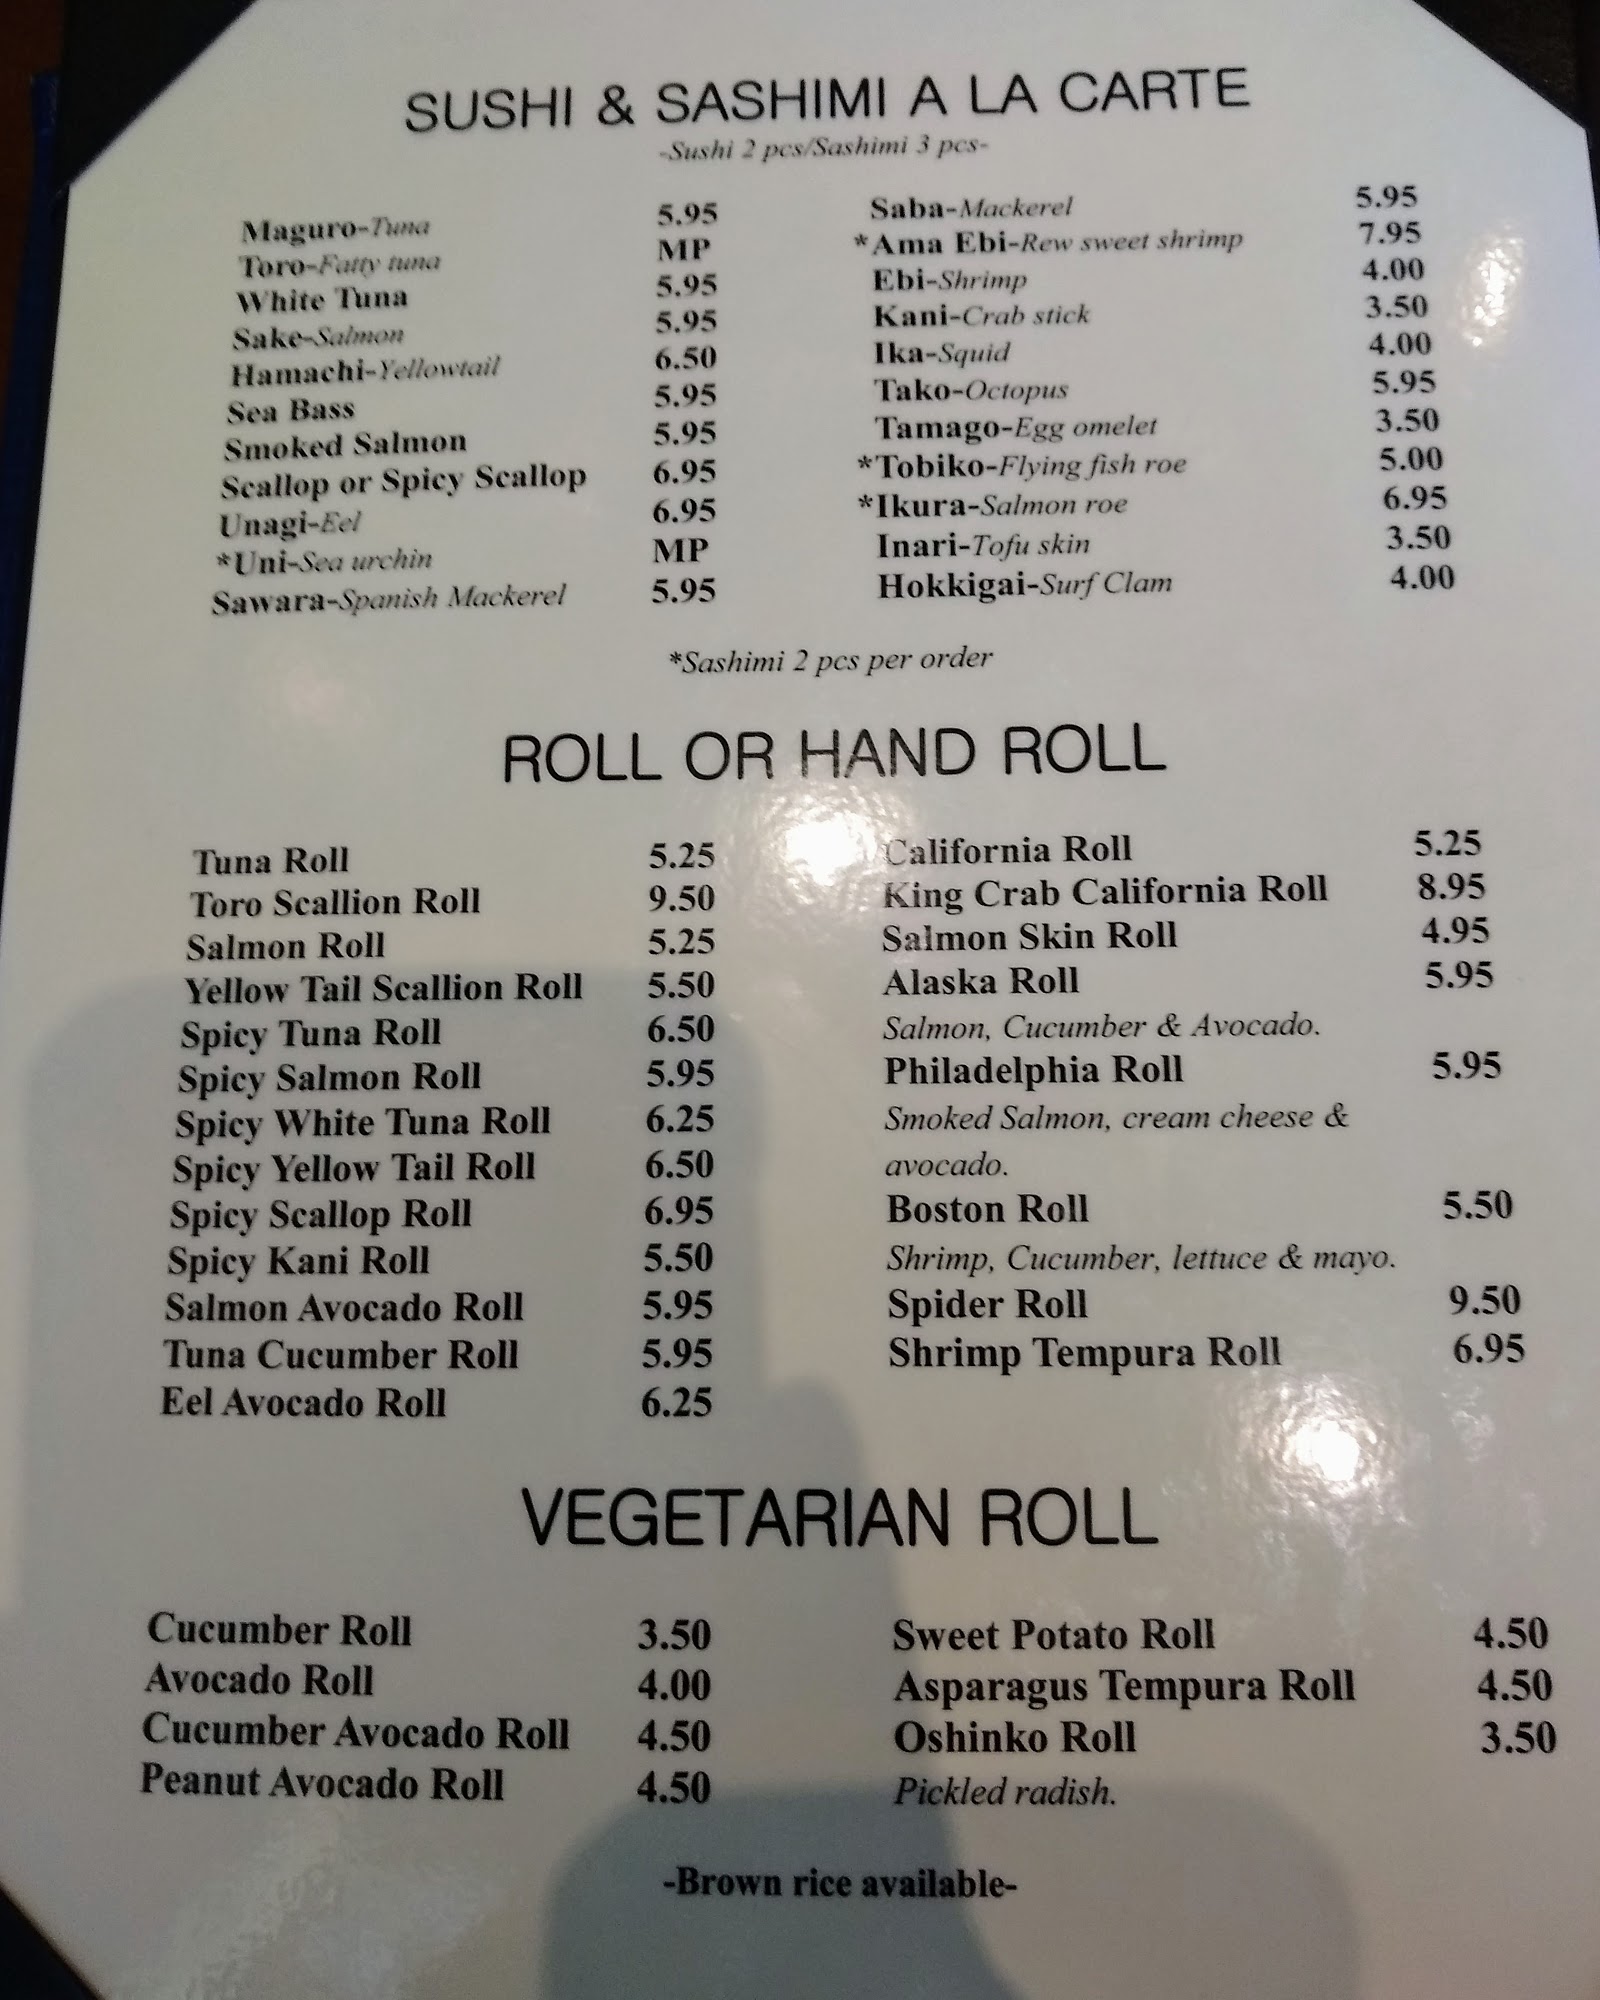 SUSHI & SASHIMI A LA CARTE
-Sushi 2 pcs/Sashimi 3 pcs-
Maguro-Tuna 5.95
Toro-Fatty tuna MP
White Tuna 5.95
Sake-Salmon 5.95
Hamachi-Yellowtail 6.50
Sea Bass 5.95
Smoked Salmon 5.95
Scallop or Spicy Scallop 6.95
Unagi-Eel 6.95
*Uni-Sea urchin MP
Sawara-Spanish Mackerel 5.95
Saba-Mackerel 5.95
*Ama Ebi-Rew sweet shrimp 7.95
Ebi-Shrimp 4.00
Kani-Crab stick 3.50
Ika-Squid 4.00
Tako-Octopus 5.95
Tamago-Egg omelet 3.50
*Tobiko-Flying fish roe 5.00
*Ikura-Salmon roe 6.95
Inari-Tofu skin 3.50
Hokkigai-Surf Clam 4.00
*Sashimi 2 pcs per order
ROLL OR HAND ROLL
Tuna Roll 5.25
Toro Scallion Roll 9.50
Salmon Roll 5.25
Yellow Tail Scallion Roll 5.50
Spicy Tuna Roll 6.50
Spicy Salmon Roll 5.95
Spicy White Tuna Roll 6.25
Spicy Yellow Tail Roll 6.50
Spicy Scallop Roll 6.95
Spicy Kani Roll 5.50
Salmon Avocado Roll 5.95
Tuna Cucumber Roll 5.95
Eel Avocado Roll 6.25
California Roll 5.25
King Crab California Roll 8.95
Salmon Skin Roll 4.95
Alaska Roll 5.95
Salmon, Cucumber & Avocado.
Philadelphia Roll 5.95
Smoked Salmon, cream cheese &
avocado.
Boston Roll 5.50
Shrimp, Cucumber, lettuce & mayo.
Spider Roll 9.50
Shrimp Tempura Roll 6.95
VEGETARIAN ROLL
Cucumber Roll 3.50
Avocado Roll 4.00
Cucumber Avocado Roll 4.50
Peanut Avocado Roll 4.50
Sweet Potato Roll 4.50
Asparagus Tempura Roll 4.50
Oshinko Roll 3.50
Pickled radish.
-Brown rice available-